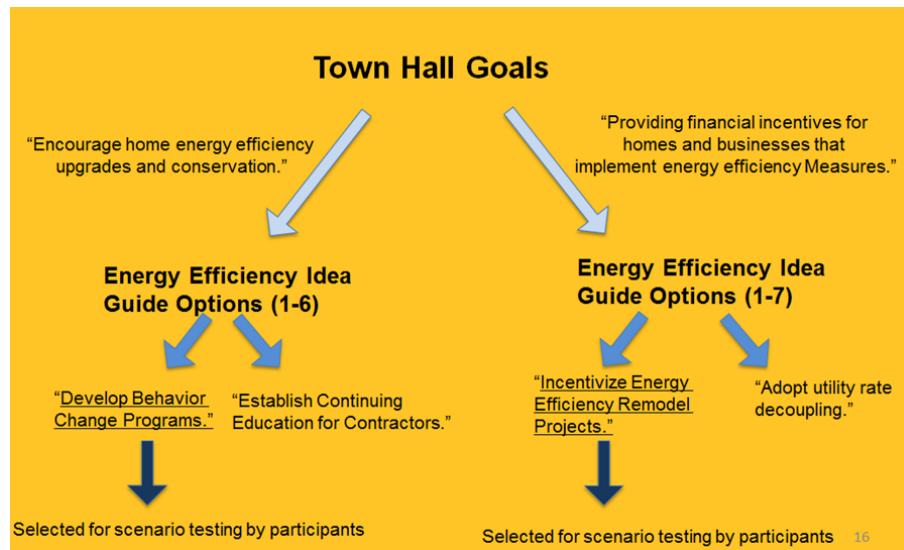 Town Hall Goals
“Encourage home energy efficiency
upgrades and conservation.”
“Providing financial incentives for
homes and businesses that
implement energy efficiency Measures.”
Energy Efficiency Idea
Guide Options (1-6)
Energy Efficiency Idea
Guide Options (1-7)
“Develop Behavior
Change Programs.”
“Establish Continuing
Education for Contractors.”
“Incentivize Energy
Efficiency Remodel
Projects.”
“Adopt utility rate
decoupling.”
Selected for scenario testing by participants
Selected for scenario testing by participants
16